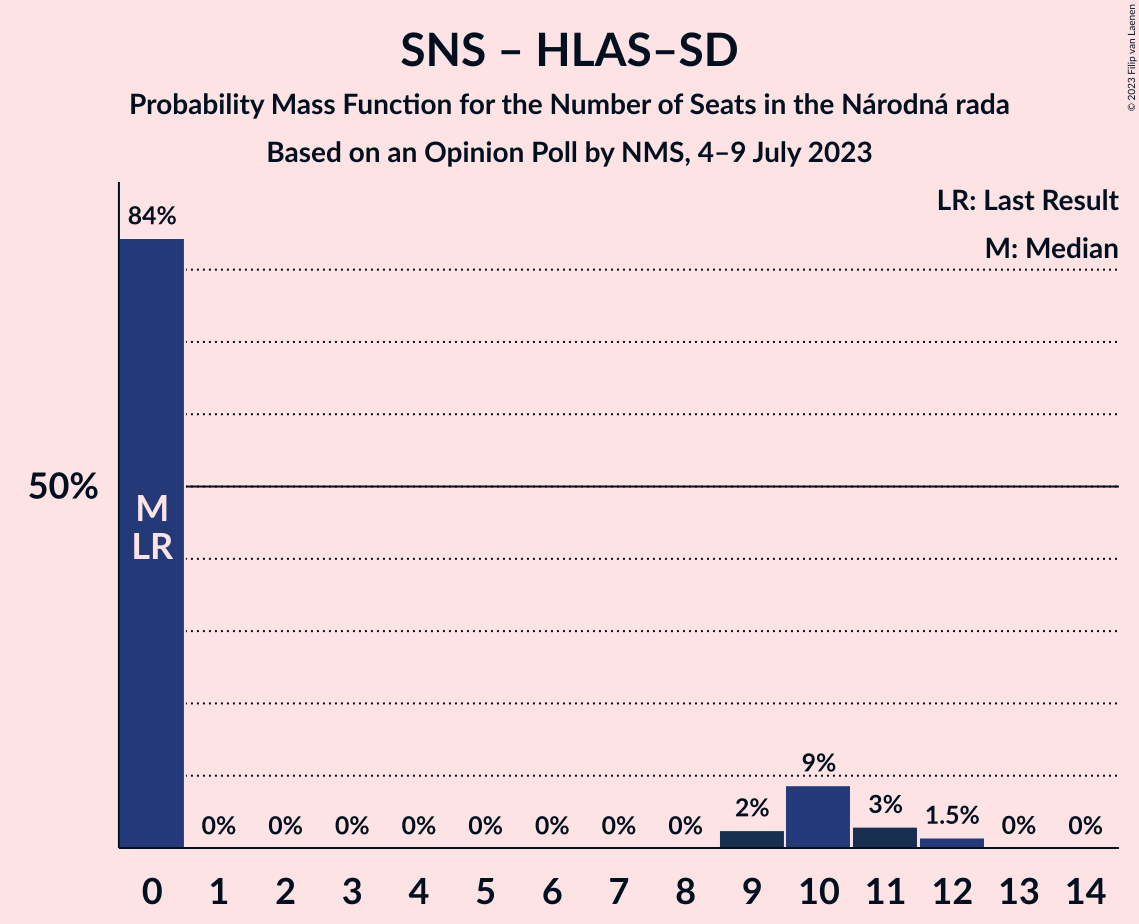 SNS – HLAS–SD
Probability Mass Function for the Number of Seats in the Národná rada
Based on an Opinion Poll by NMS, 4–9 July 2023
© 2023 Filip van Laenen
LR: Last Result
M: Median
84%
50%
M
LR
0% 0% 0% 0% 0% 0% 0% 0% 2% 9% 3% 1.5% 0% 0%
0 1 2 3 4 5 6 7 8 9 10 11 12 13 14